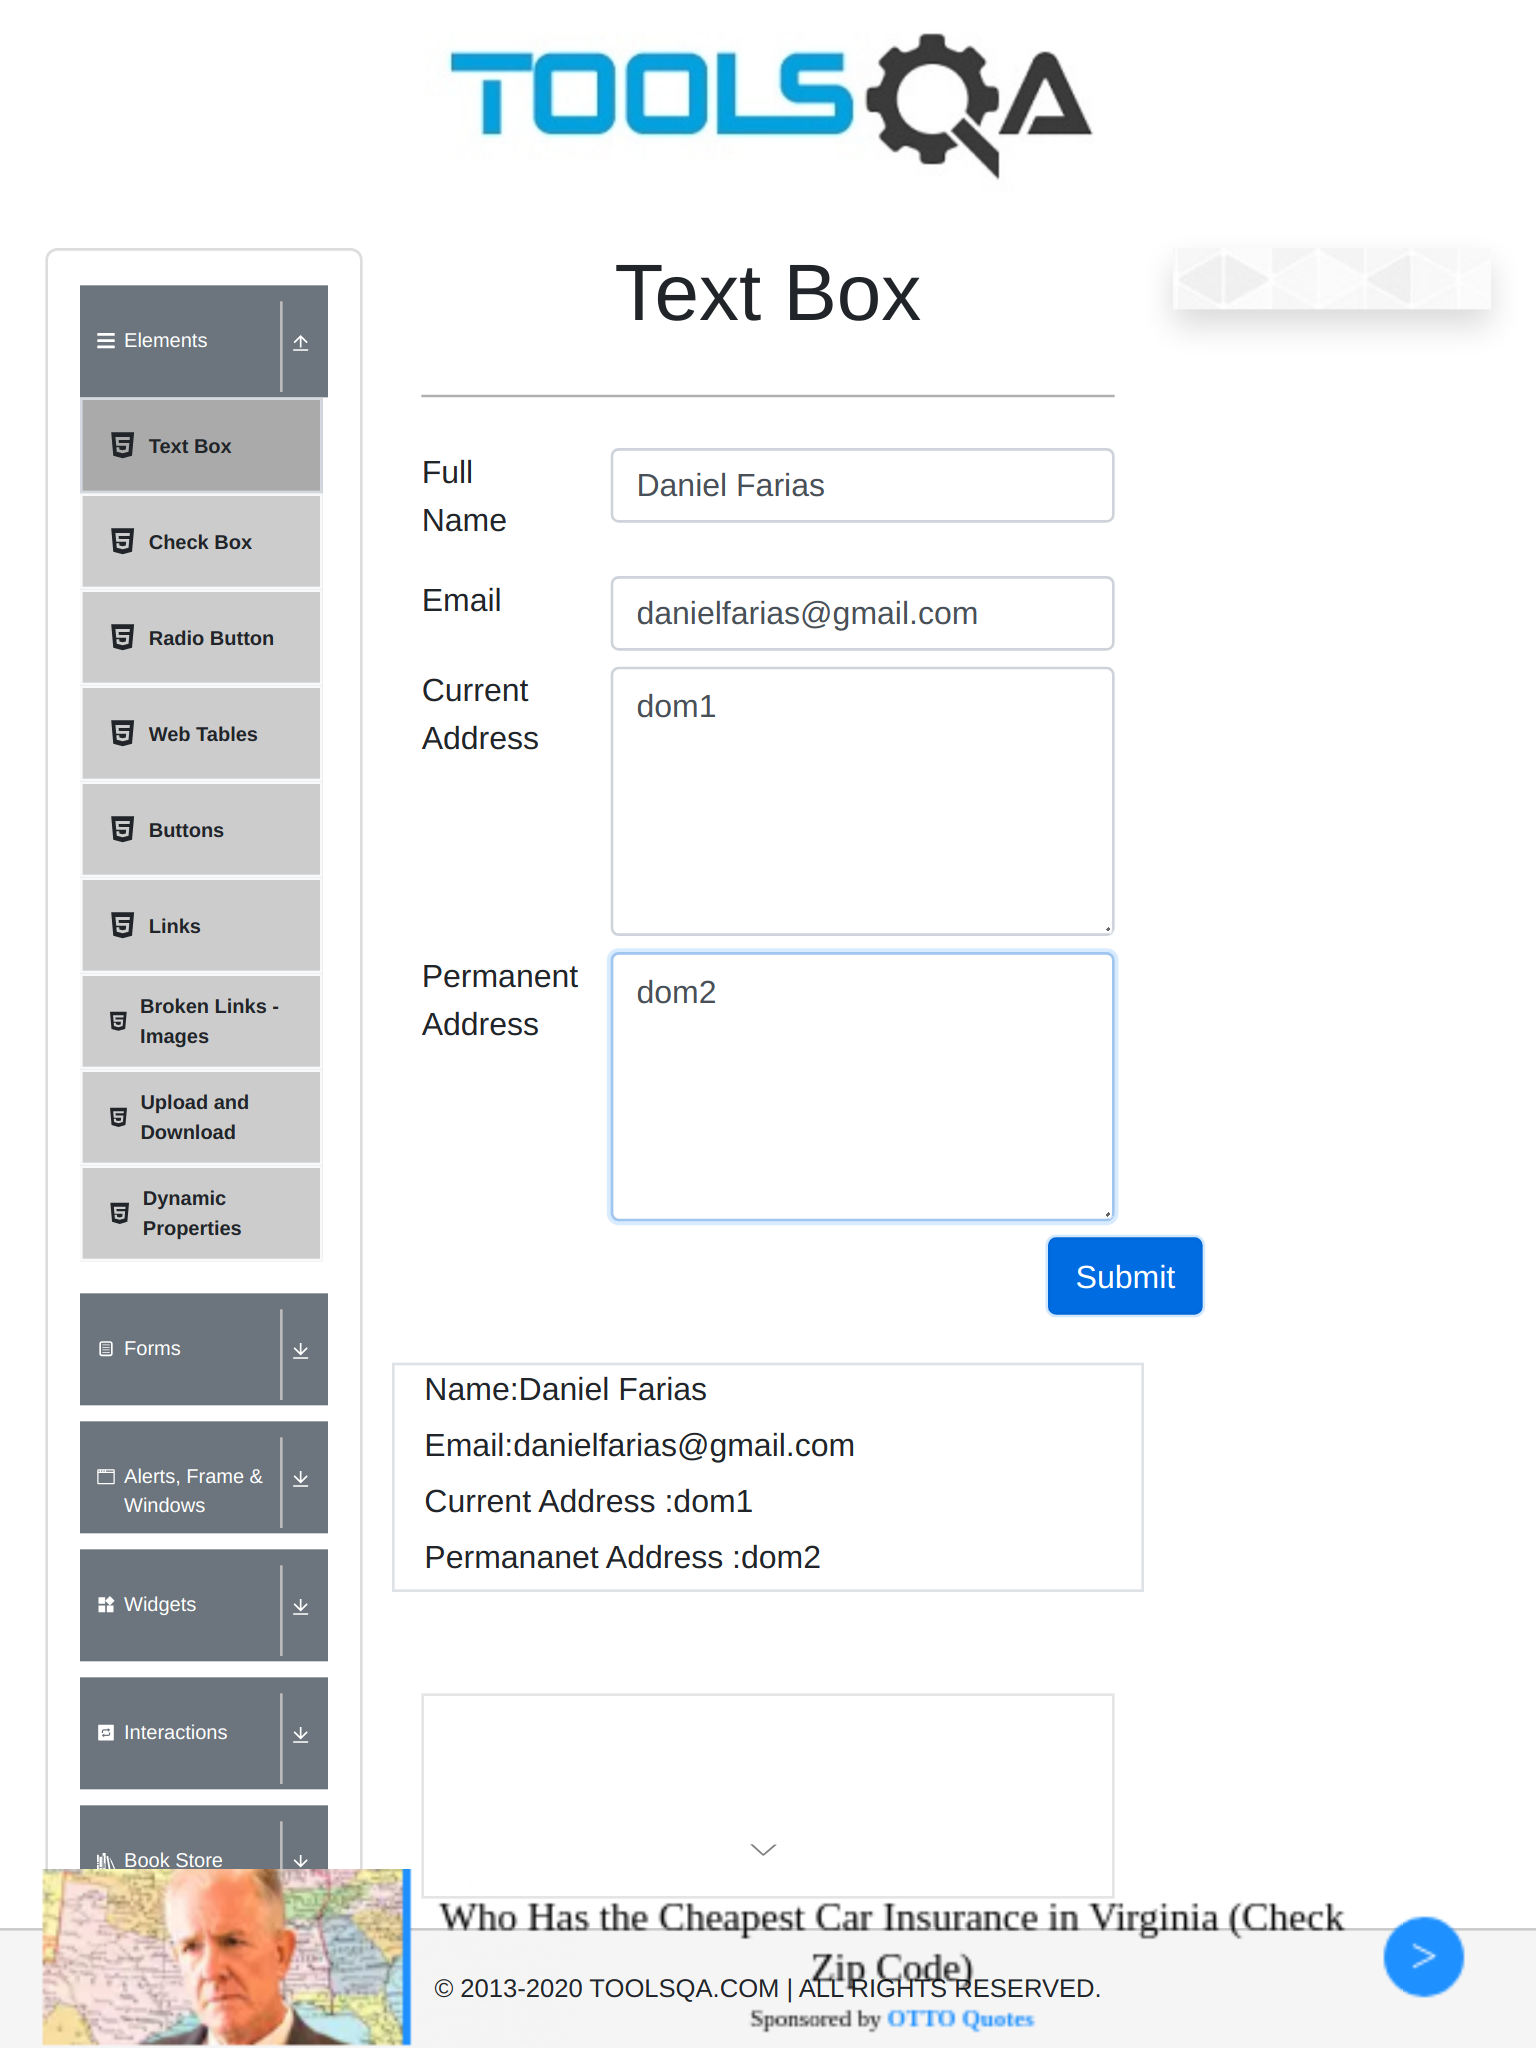 TOOLSQA
Elements
Text Box
Check Box
Radio Button
Web Tables
Buttons
Links
Broken Links -
Images
Upload and
Download
Dynamic
Properties
Forms
Alerts, Frame &
Windows
Widgets
Interactions
Book Store
Text Box
Full
Name
Daniel Farias
Email
danielfarias@gmail.com
Current
Address
dom1
Permanent
Address
dom2
Submit
Name:Daniel Farias
Email:danielfarias@gmail.com
Current Address :dom1
Permananet Address :dom2
Who Has the Cheapest Car Insurance in Virginia (Check
Zip Code)
© 2013-2020 TOOLSQA.COM | ALL RIGHTS RESERVED.
Sponsored by OTTO Quotes